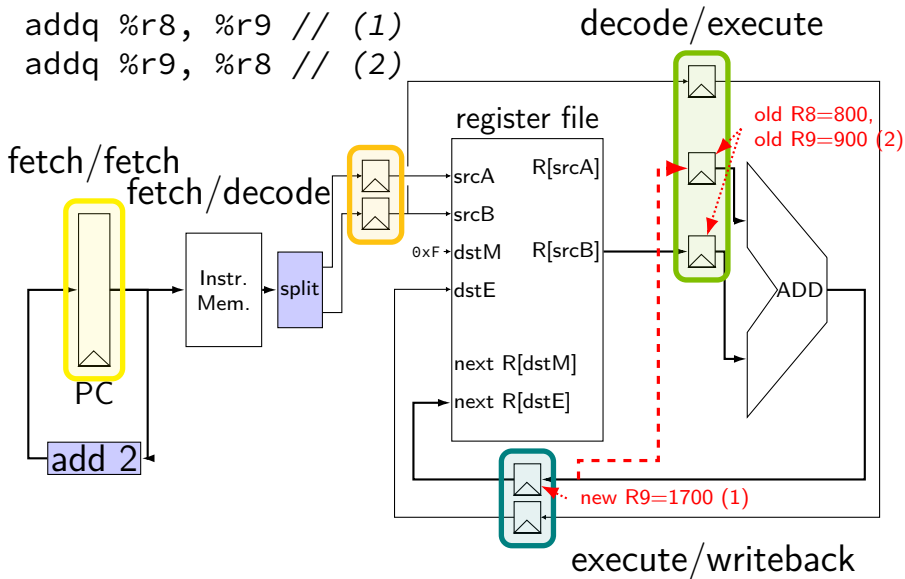 addq %r8, %r9 // (1)
addq %r9, %r8 // (2)
decode/execute
old R8=800,
old R9=900 (2)
register file
fetch/fetch
fetch/decode
srcA
R[srcA]
srcB
0xF
dstM
R[srcB]
Instr.
Mem.
split
dstE
ADD
next R[dstM]
PC
next R[dstE]
add 2
new R9=1700 (1)
execute/writeback